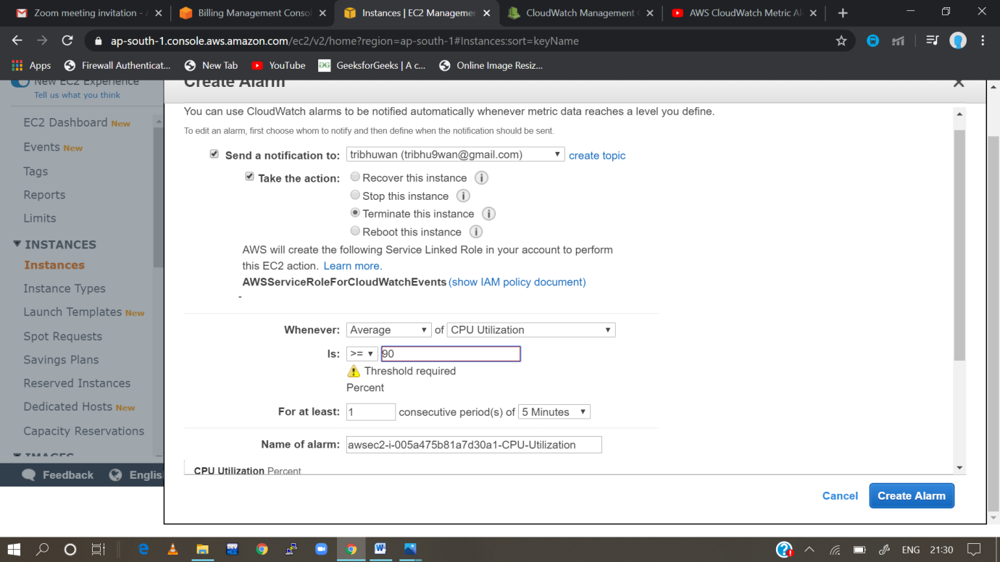 Zoom meeting invitation - A
Billing Management Consol
Instances | EC2 Managemen
CloudWatch Management C
AWS CloudWatch Metric Al
ap-south-1.console.aws.amazon.com/ec2/v2/home?region=ap-south-1#Instances:sort=keyName
Apps
Firewall Authenticat...
New Tab
YouTube
GeeksforGeeks | A c...
Online Image Resiz...
New EC2 Experience
Tell us what you think
EC2 Dashboard New
Events New
Tags
Reports
Limits
INSTANCES
Instances
Instance Types
Launch Templates New
Spot Requests
Savings Plans
Reserved Instances
Dedicated Hosts New
Capacity Reservations
IMAGES
Feedback
Englis
Create Alarm
You can use CloudWatch alarms to be notified automatically whenever metric data reaches a level you define.
To edit an alarm, first choose whom to notify and then define when the notification should be sent.
Send a notification to: tribhuwan (tribhu9wan@gmail.com) create topic
Take the action: Recover this instance
Stop this instance
Terminate this instance
Reboot this instance
AWS will create the following Service Linked Role in your account to perform
this EC2 action. Learn more.
AWSServiceRoleForCloudWatchEvents (show IAM policy document)
Whenever: Average of CPU Utilization
Is: >= 90
Threshold required
Percent
For at least: 1 consecutive period(s) of 5 Minutes
Name of alarm: awsec2-i-005a475b81a7d30a1-CPU-Utilization
CPU Utilization Percent
Cancel
Create Alarm
ENG
21:30